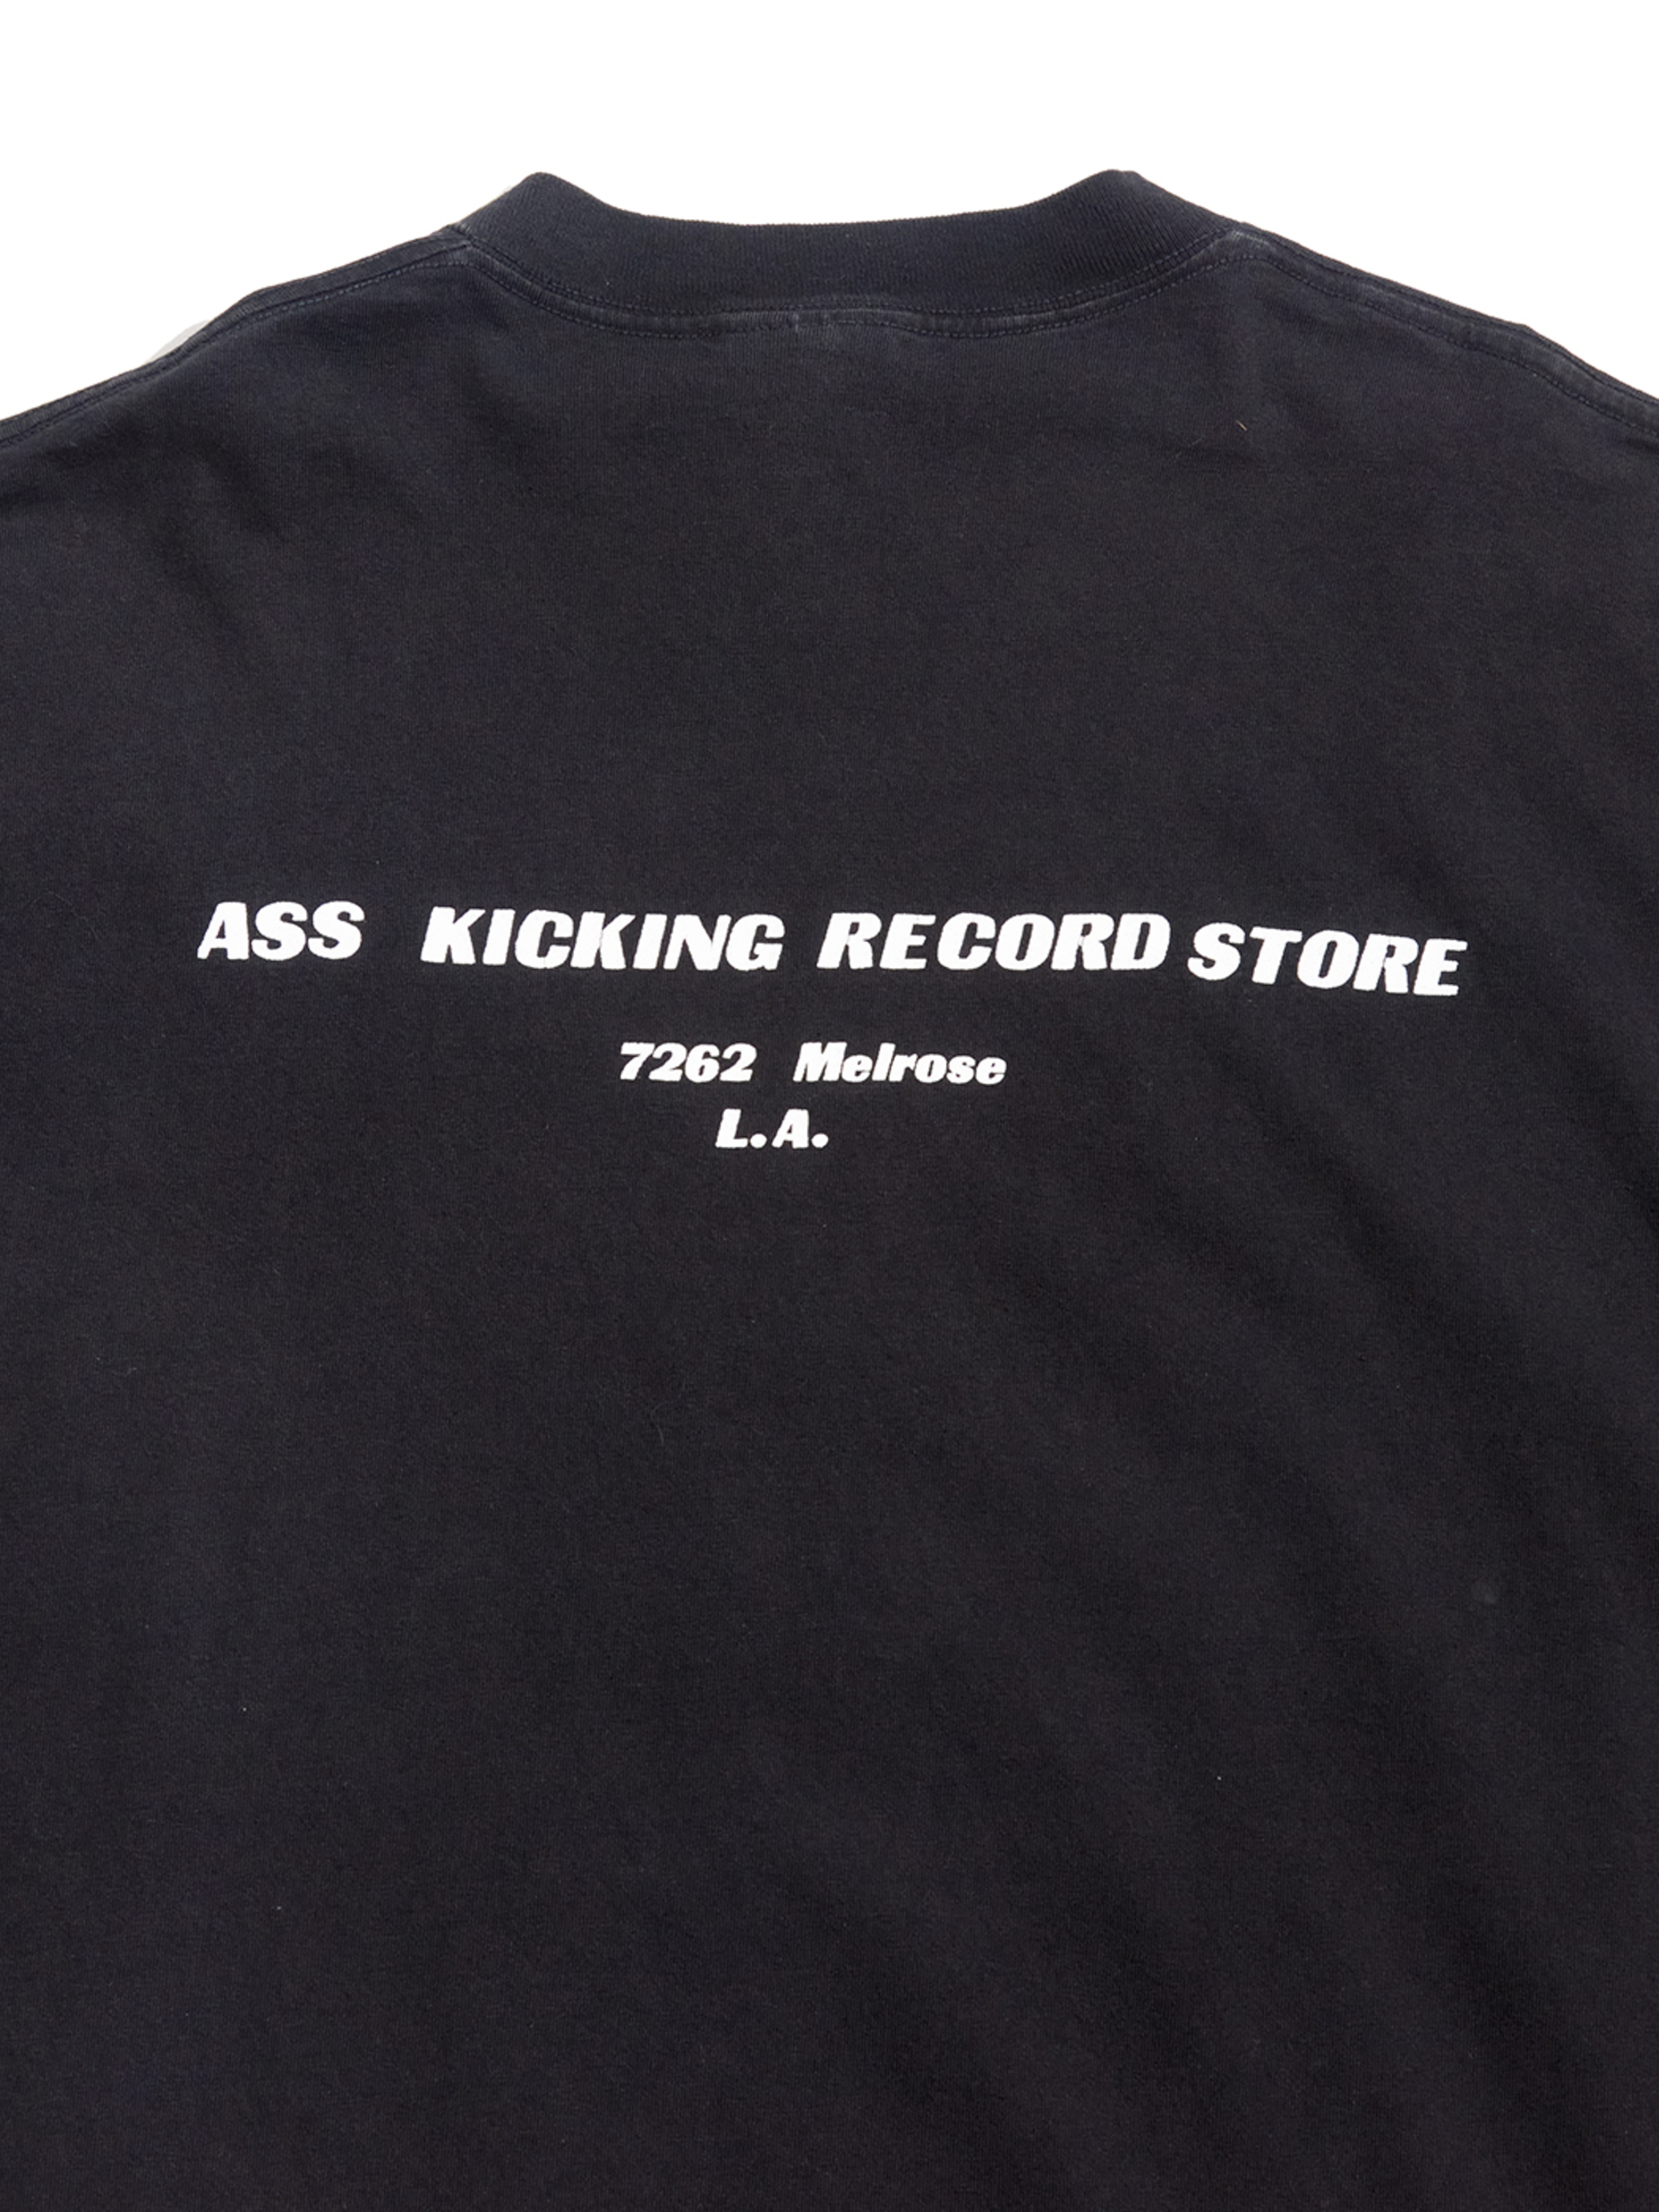 ASS KICKING RECORD STORE
7262 Melrose
L.A.